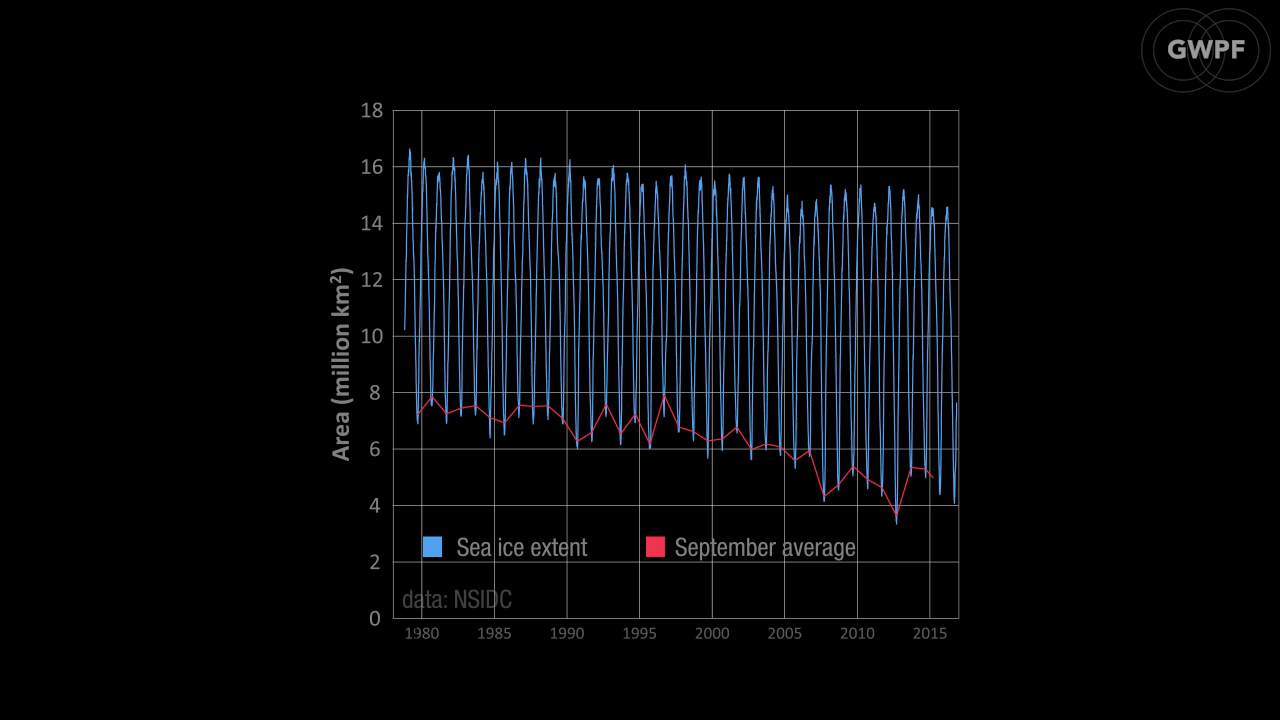 GWPF
18
16
14
12
10
8
6
4
2
0
Area (million km²)
Sea ice extent
September average
data: NSIDC
1980 1985 1990 1995 2000 2005 2010 2015